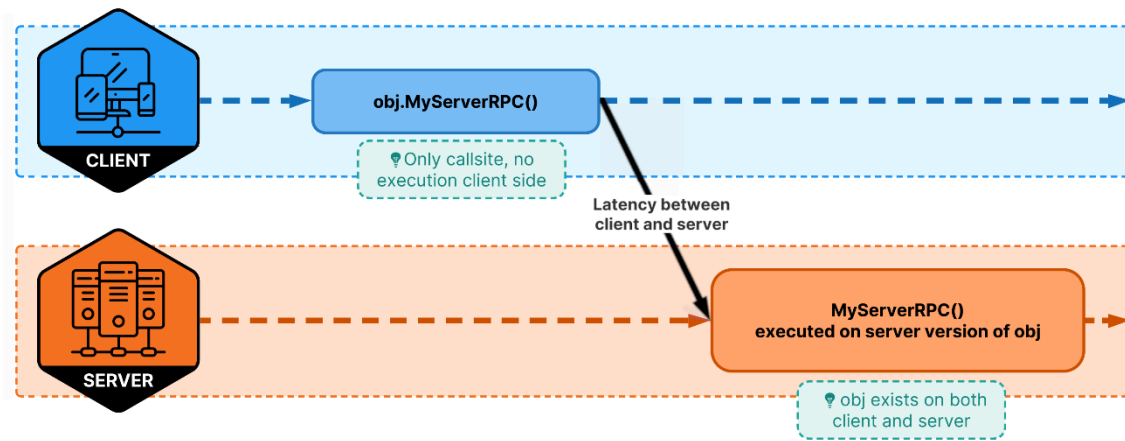 obj.MyServerRPC()
CLIENT
Only callsite, no
execution client side
Latency between
client and server
MyServerRPC()
executed on server version of obj
SERVER
obj exists on both
client and server